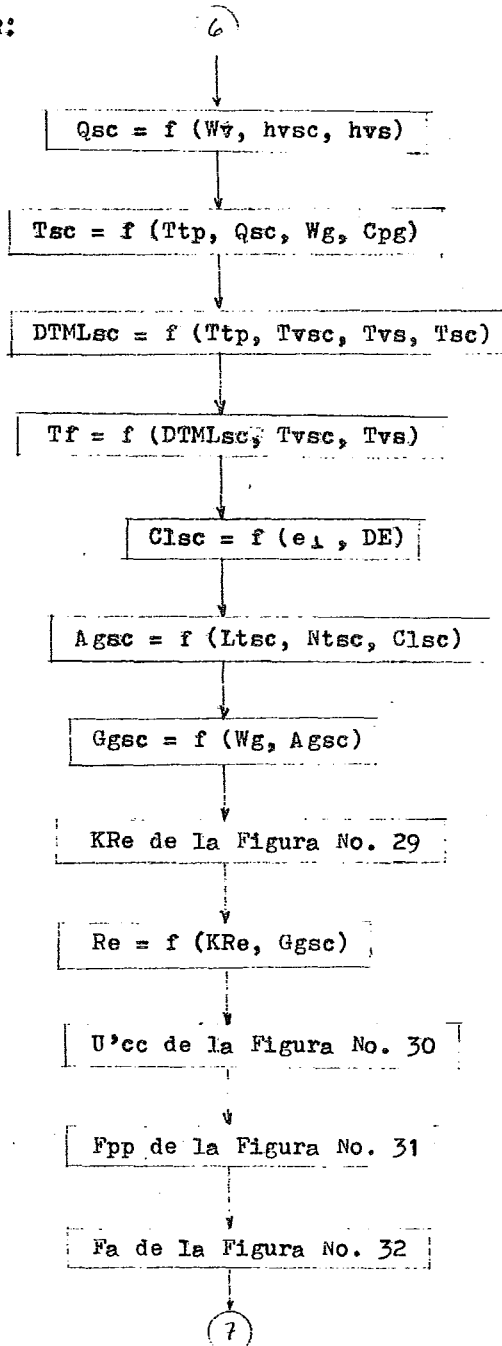 6
Qsc = f (Wv, hvsc, hvs)
Tsc = f (Ttp, Qsc, Wg, Cpg)
DTMLsc = f (Ttp, Tvsc, Tvs, Tsc)
Tf = f (DTMLsc, Tvsc, Tvs)
Clsc = f (e⊥ , DE)
Agsc = f (Ltsc, Ntsc, Clsc)
Ggsc = f (Wg, Agsc)
KRe de la Figura No. 29
Re = f (KRe, Ggsc)
U'cc de la Figura No. 30
Fpp de la Figura No. 31
Fa de la Figura No. 32
7